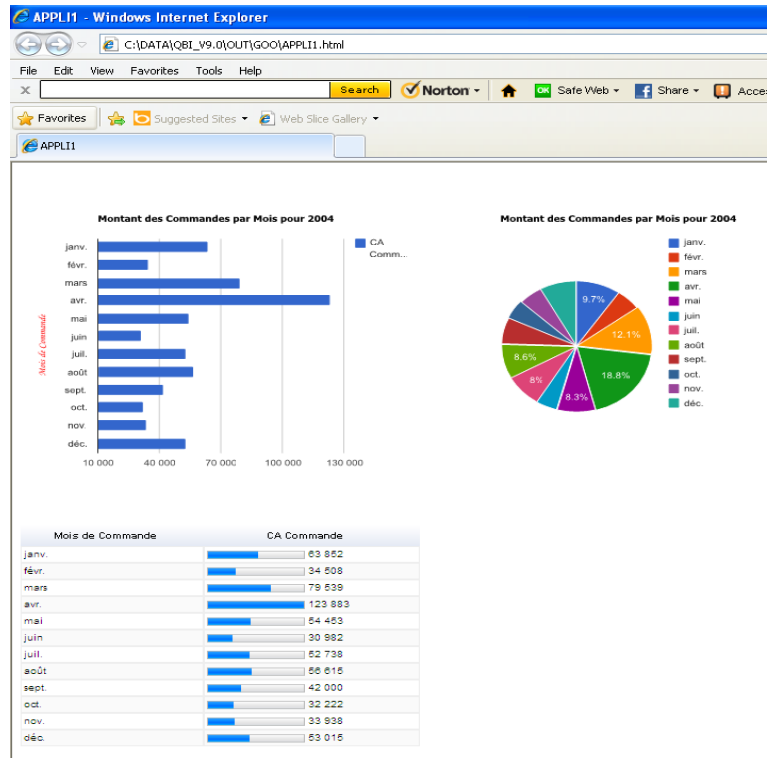 APPLI1 - Windows Internet Explorer
C:\DATA\QBI_V9.0\OUT\GOO\APPLI1.html
File Edit View Favorites Tools Help
Search Norton Safe Web Share Acce
Favorites Suggested Sites Web Slice Gallery
APPLI1
Montant des Commandes par Mois pour 2004
Mois de Commande
janv.
févr.
mars
avr.
mai
juin
juil.
août
sept.
oct.
nov.
déc.
10 000 40 000 70 000 100 000 130 000
CA
Comm...
Montant des Commandes par Mois pour 2004
9.7%
12.1%
18.8%
8.3%
8%
8.6%
janv.
févr.
mars
avr.
mai
juin
juil.
août
sept.
oct.
nov.
déc.
Mois de Commande CA Commande
janv. 63 852
févr. 34 508
mars 79 539
avr. 123 883
mai 54 453
juin 30 982
juil. 52 738
août 56 615
sept. 42 000
oct. 32 222
nov. 33 938
déc. 53 015